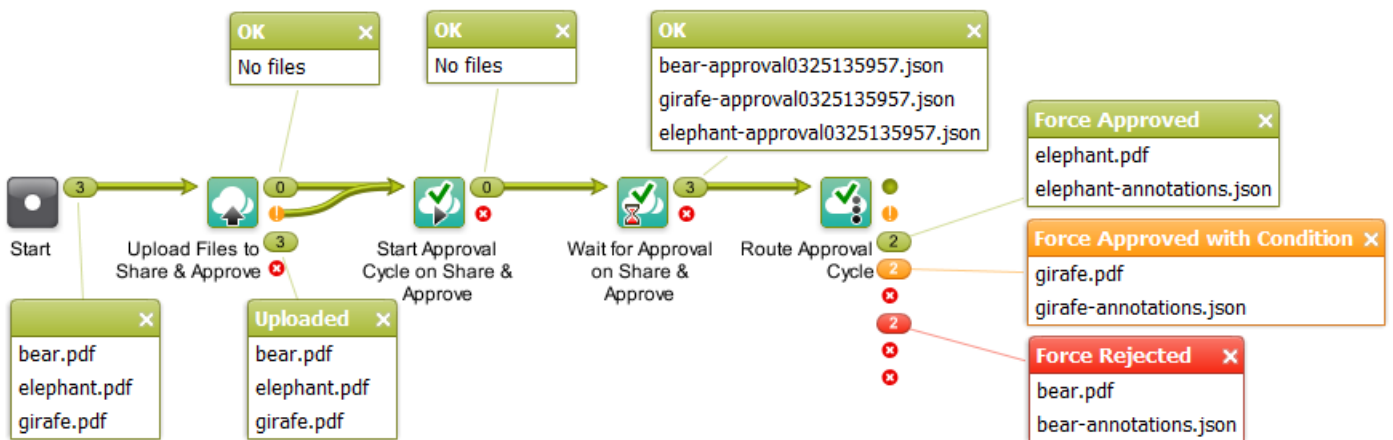 OK ×
No files
OK ×
No files
OK ×
bear-approval0325135957.json
girafe-approval0325135957.json
elephant-approval0325135957.json
Force Approved ×
elephant.pdf
elephant-annotations.json
3
0
0
3
Start
Upload Files to
Share & Approve
3
Start Approval
Cycle on Share &
Approve
Wait for Approval
on Share &
Approve
Route Approval
Cycle
2
2
2
Force Approved with Condition ×
girafe.pdf
girafe-annotations.json
×
bear.pdf
elephant.pdf
girafe.pdf
Uploaded ×
bear.pdf
elephant.pdf
girafe.pdf
Force Rejected ×
bear.pdf
bear-annotations.json